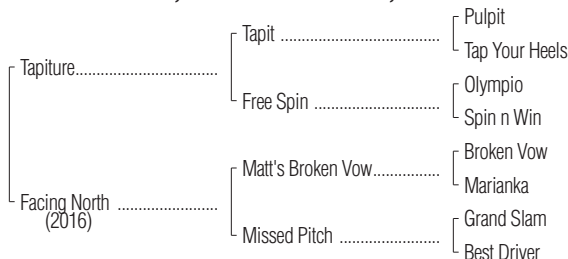 Pulpit
Tapit ........................................
Tap Your Heels
Tapiture....................................
Olympio
Free Spin ................................
Spin n Win
Broken Vow
Matt's Broken Vow.................
Marianka
Facing North .........................
(2016)
Grand Slam
Missed Pitch .........................
Best Driver